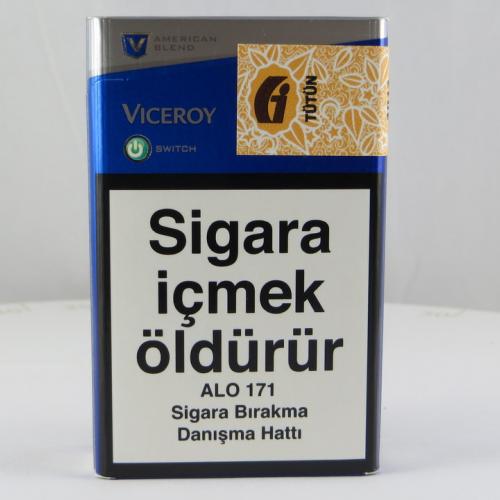 AMERICAN
BLEND
VICEROY
SWITCH
TÜTÜN
Sigara
içmek
öldürür
ALO 171
Sigara Bırakma
Danışma Hattı